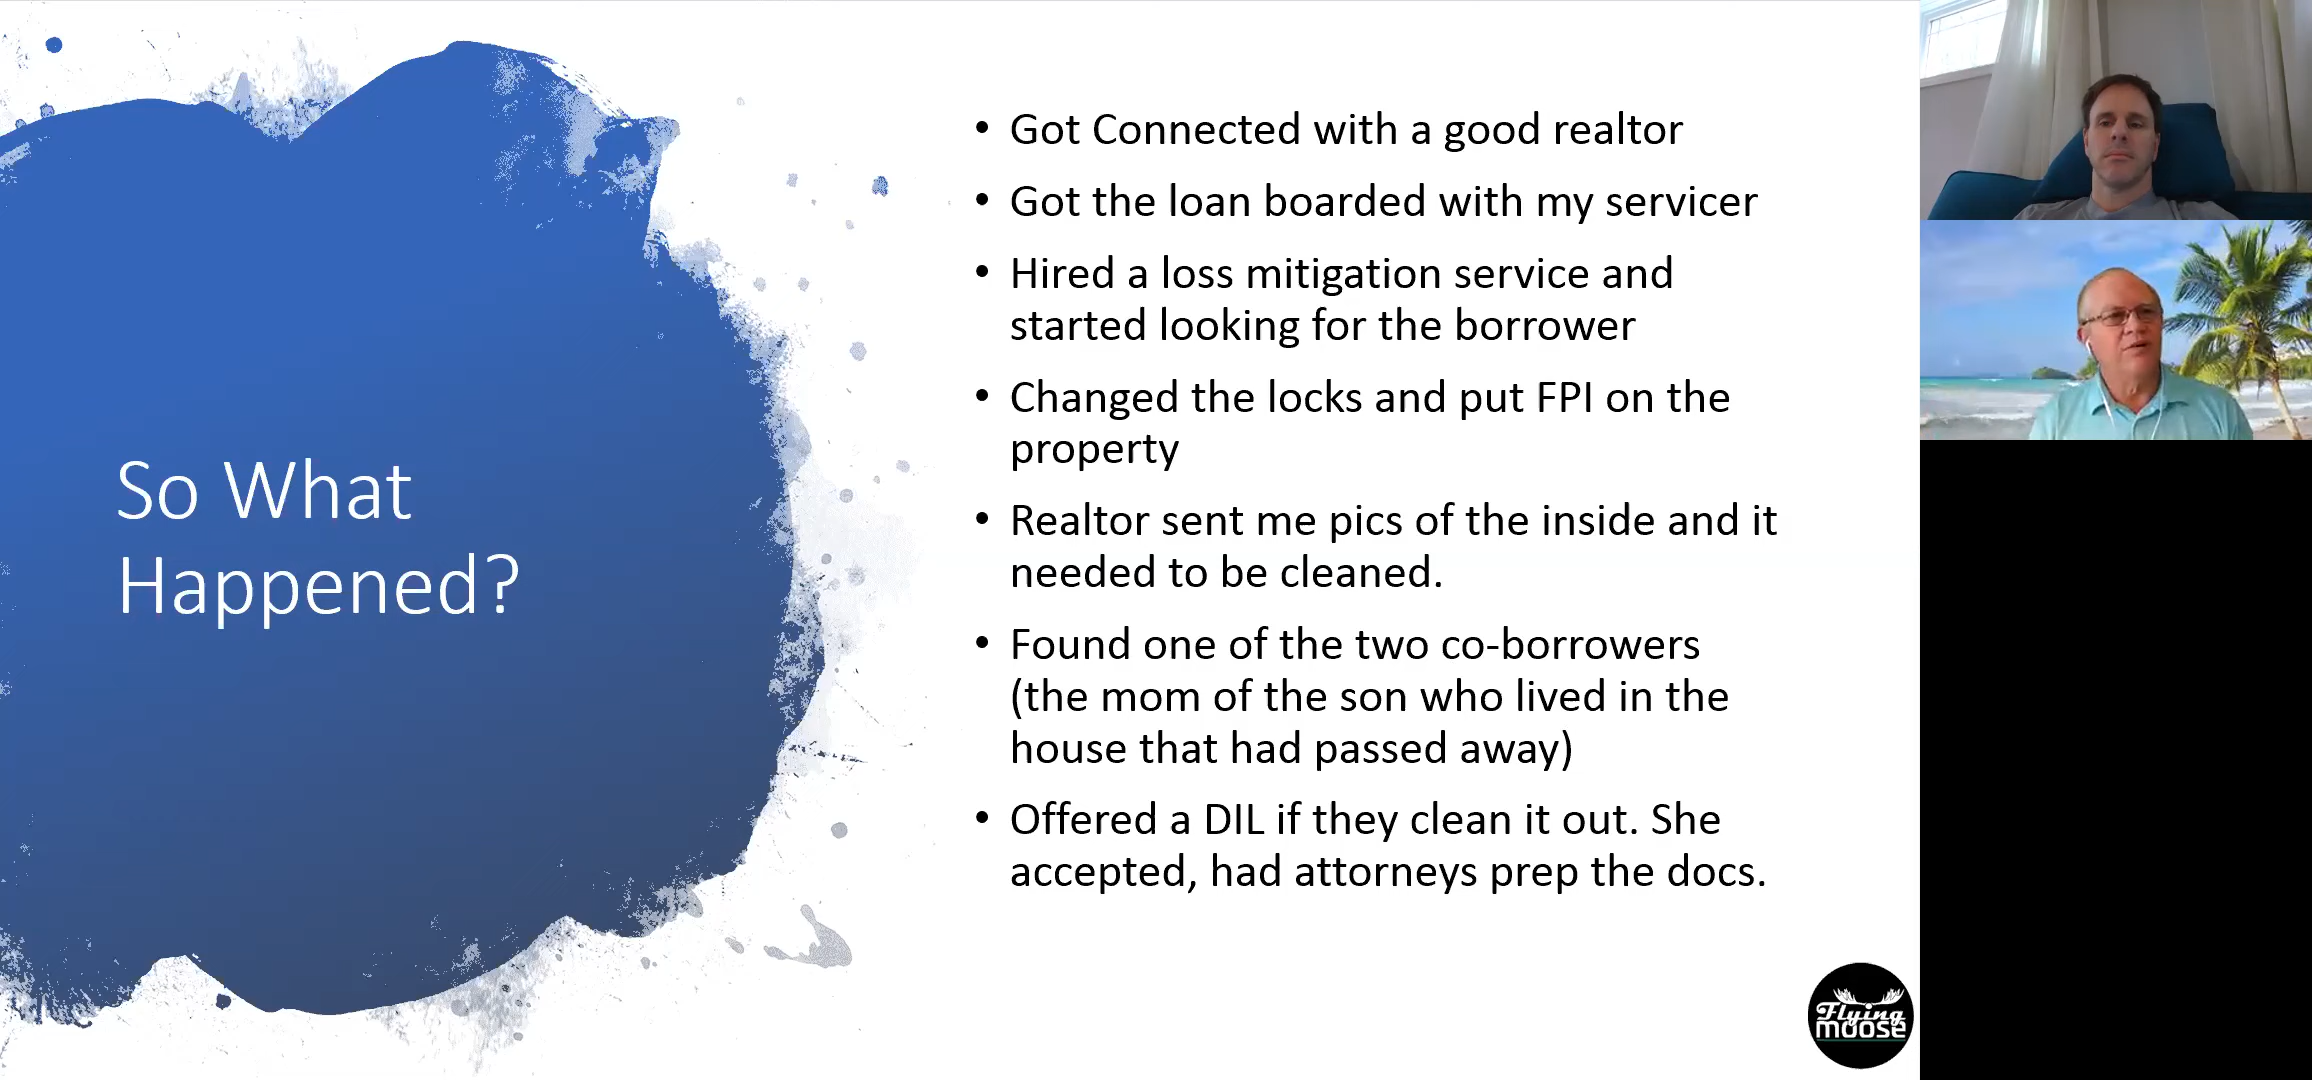 So What
Happened?
• Got Connected with a good realtor
• Got the loan boarded with my servicer
• Hired a loss mitigation service and
started looking for the borrower
• Changed the locks and put FPI on the
property
• Realtor sent me pics of the inside and it
needed to be cleaned.
• Found one of the two co-borrowers
(the mom of the son who lived in the
house that had passed away)
• Offered a DIL if they clean it out. She
accepted, had attorneys prep the docs.
Flying
moose